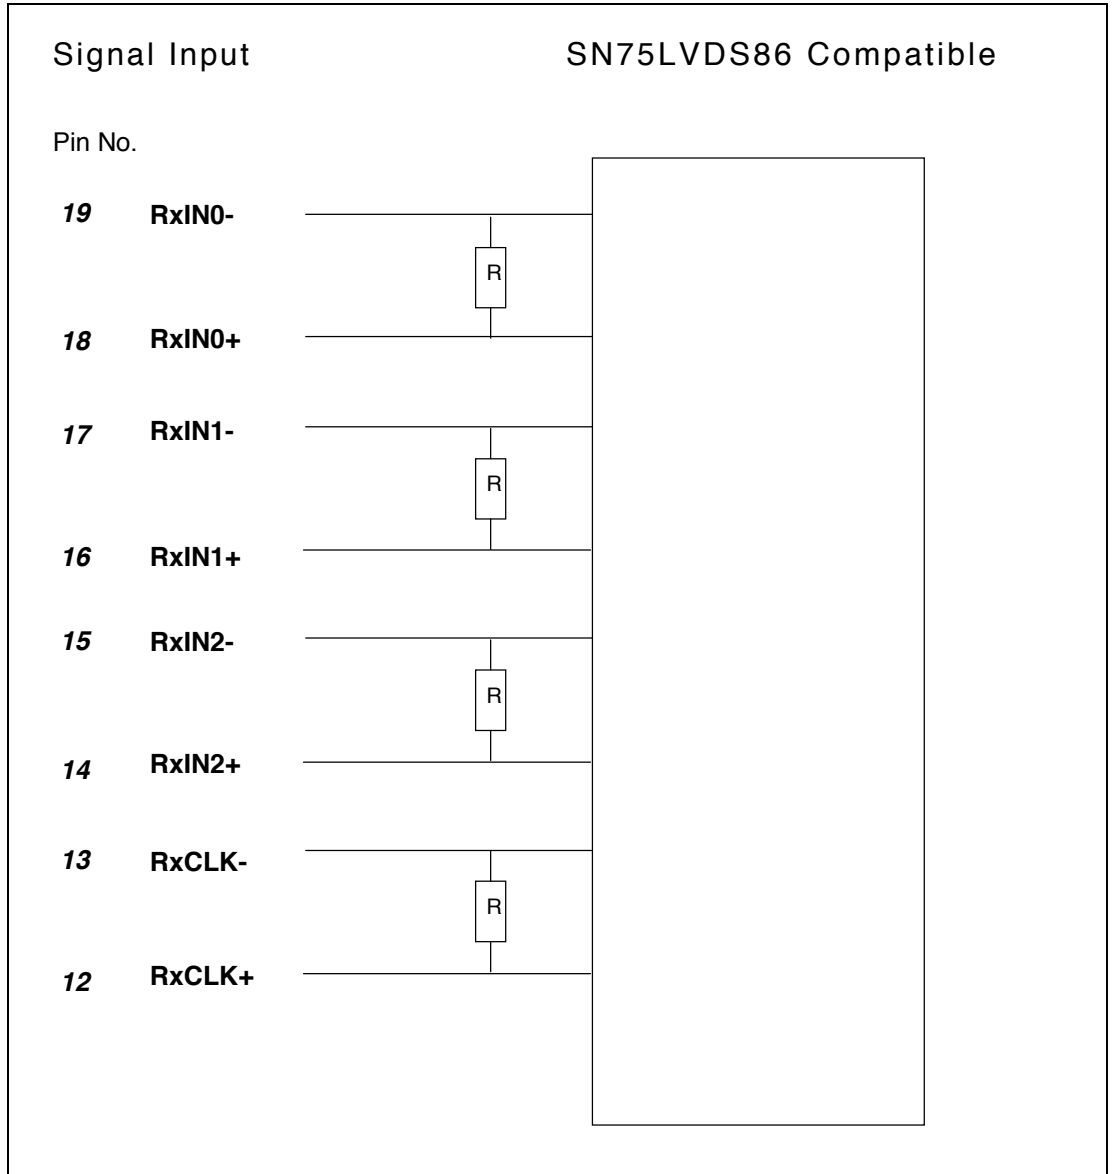 Signal Input SN75LVDS86 Compatible
Pin No.
19 RxIN0-
R
18 RxIN0+
17 RxIN1-
R
16 RxIN1+
15 RxIN2-
R
14 RxIN2+
13 RxCLK-
R
12 RxCLK+